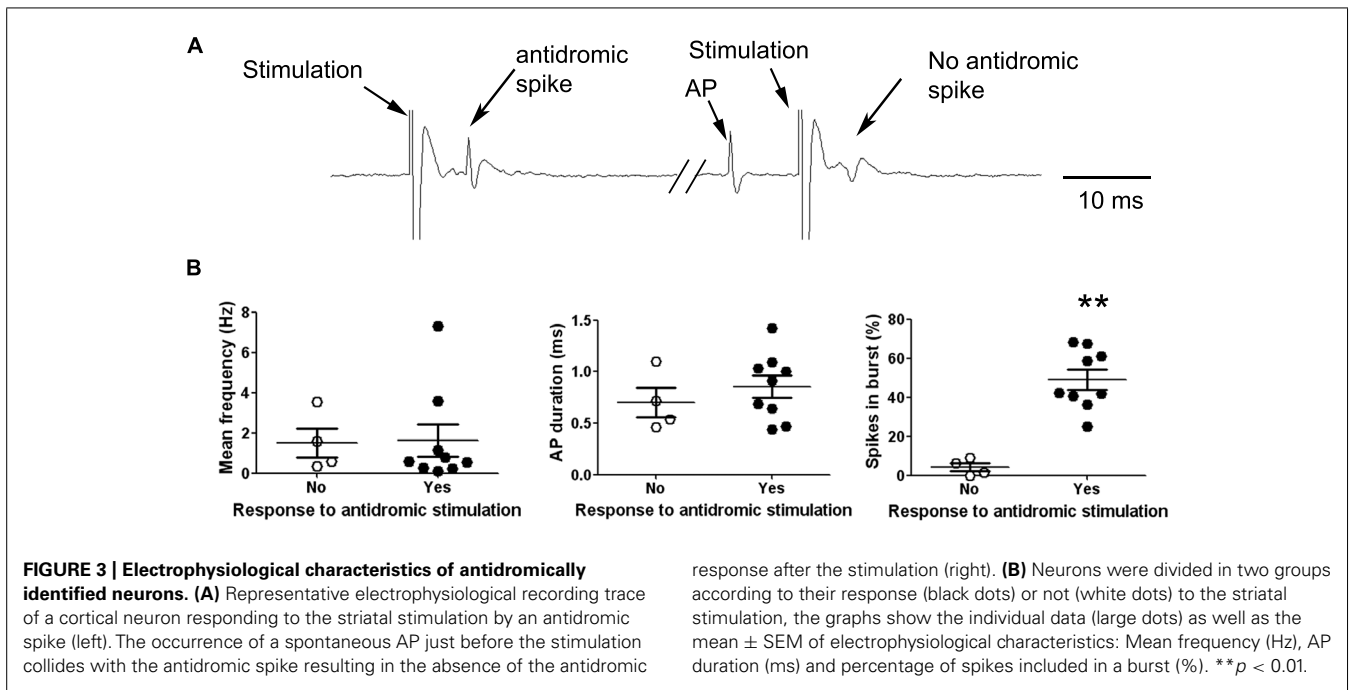 A
Stimulation
antidromic
spike
AP
Stimulation
No antidromic
spike
10 ms
B
Mean frequency (Hz)
8
6
4
2
0
No
Yes
Response to antidromic stimulation
AP duration (ms)
1.5
1.0
0.5
0.0
No
Yes
Response to antidromic stimulation
Spikes in burst (%)
80
60
40
20
0
**
No
Yes
Response to antidromic stimulation
FIGURE 3 | Electrophysiological characteristics of antidromically
identified neurons. (A) Representative electrophysiological recording trace
of a cortical neuron responding to the striatal stimulation by an antidromic
spike (left). The occurrence of a spontaneous AP just before the stimulation
collides with the antidromic spike resulting in the absence of the antidromic
response after the stimulation (right). (B) Neurons were divided in two groups
according to their response (black dots) or not (white dots) to the striatal
stimulation, the graphs show the individual data (large dots) as well as the
mean ± SEM of electrophysiological characteristics: Mean frequency (Hz), AP
duration (ms) and percentage of spikes included in a burst (%). **p < 0.01.